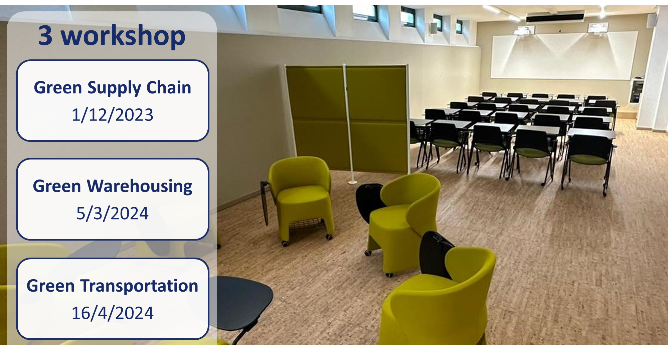 3 workshop
Green Supply Chain
1/12/2023
Green Warehousing
5/3/2024
Green Transportation
16/4/2024